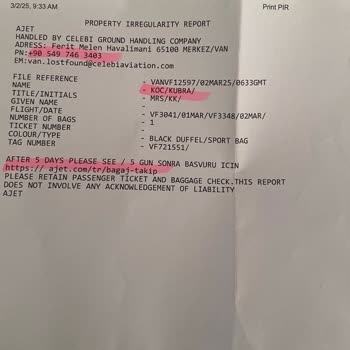 3/2/25, 9:33 AM
Print PIR
PROPERTY IRREGULARITY REPORT
AJET
HANDLED BY CELEBI GROUND HANDLING COMPANY
ADRESS: Ferit Melen Havalimani 65100 MERKEZ/VAN
PN:+90 549 746 3403
EM:van.lostfound@celebiaviation.com
FILE REFERENCE - VANVF12597/02MAR25/0633GMT
NAME - KOC/KUBRA/
TITLE/INITIALS - MRS/KK/
GIVEN NAME -
FLIGHT/DATE - VF3041/01MAR/VF3348/02MAR/
NUMBER OF BAGS - 1
TICKET NUMBER -
COLOUR/TYPE - BLACK DUFFEL/SPORT BAG
TAG NUMBER - VF721551/
AFTER 5 DAYS PLEASE SEE / 5 GUN SONRA BASVURU ICIN
https:// ajet.com/tr/bagaj-takip
PLEASE RETAIN PASSENGER TICKET AND BAGGAGE CHECK.THIS REPORT
DOES NOT INVOLVE ANY ACKNOWLEDGEMENT OF LIABILITY
AJET